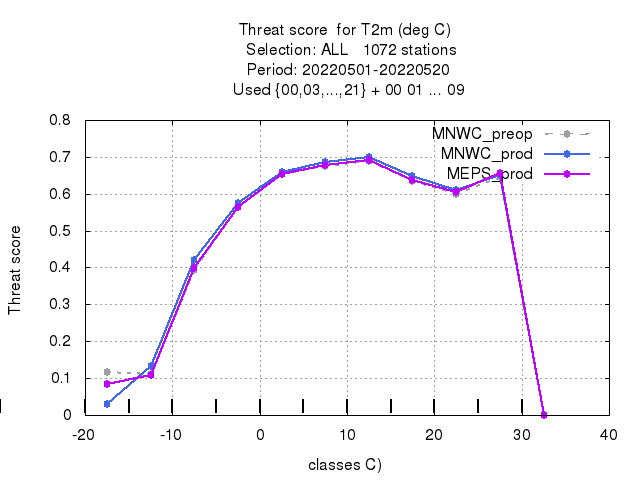 Threat score  for T2m (deg C)
Selection: ALL   1072 stations
Period: 20220501-20220520
Used {00,03,...,21} + 00 01 ... 09
MNWC_preop
MNWC_prod
MEPS_prod
Threat score
0.8
0.7
0.6
0.5
0.4
0.3
0.2
0.1
0
-20 -10 0 10 20 30 40
classes C)